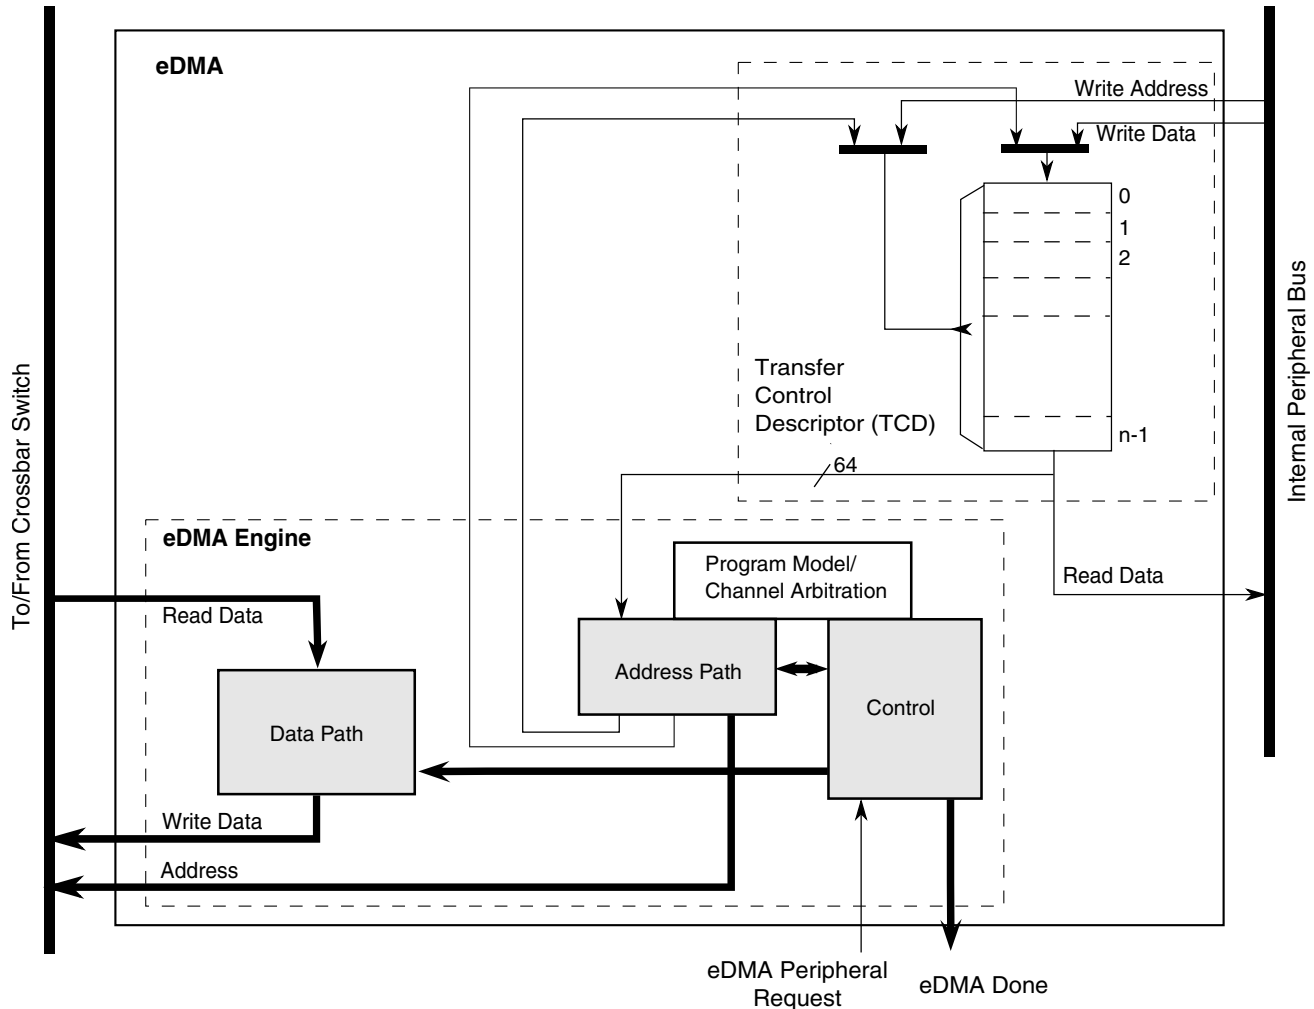 eDMA
Write Address
Write Data
0
1
2
n-1
Transfer
Control
Descriptor (TCD)
64
To/From Crossbar Switch
Internal Peripheral Bus
eDMA Engine
Program Model/
Channel Arbitration
Read Data
Read Data
Address Path
Control
Data Path
Write Data
Address
eDMA Peripheral
Request
eDMA Done